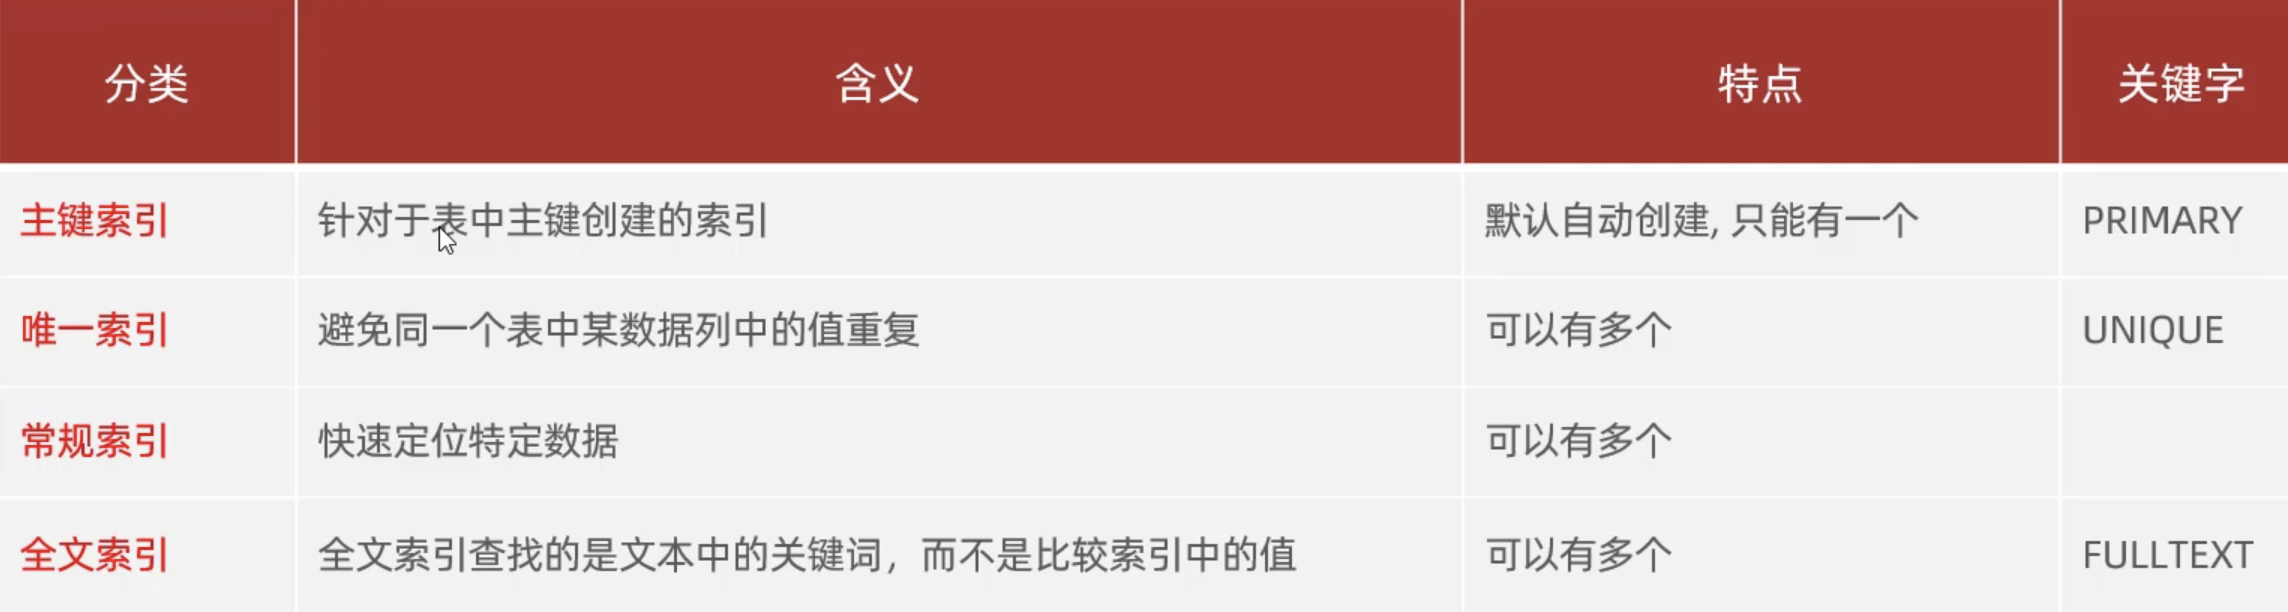 分类 含义 特点 关键字
主键索引 针对于表中主键创建的索引 默认自动创建, 只能有一个 PRIMARY
唯一索引 避免同一个表中某数据列中的值重复 可以有多个 UNIQUE
常规索引 快速定位特定数据 可以有多个
全文索引 全文索引查找的是文本中的关键词，而不是比较索引中的值 可以有多个 FULLTEXT